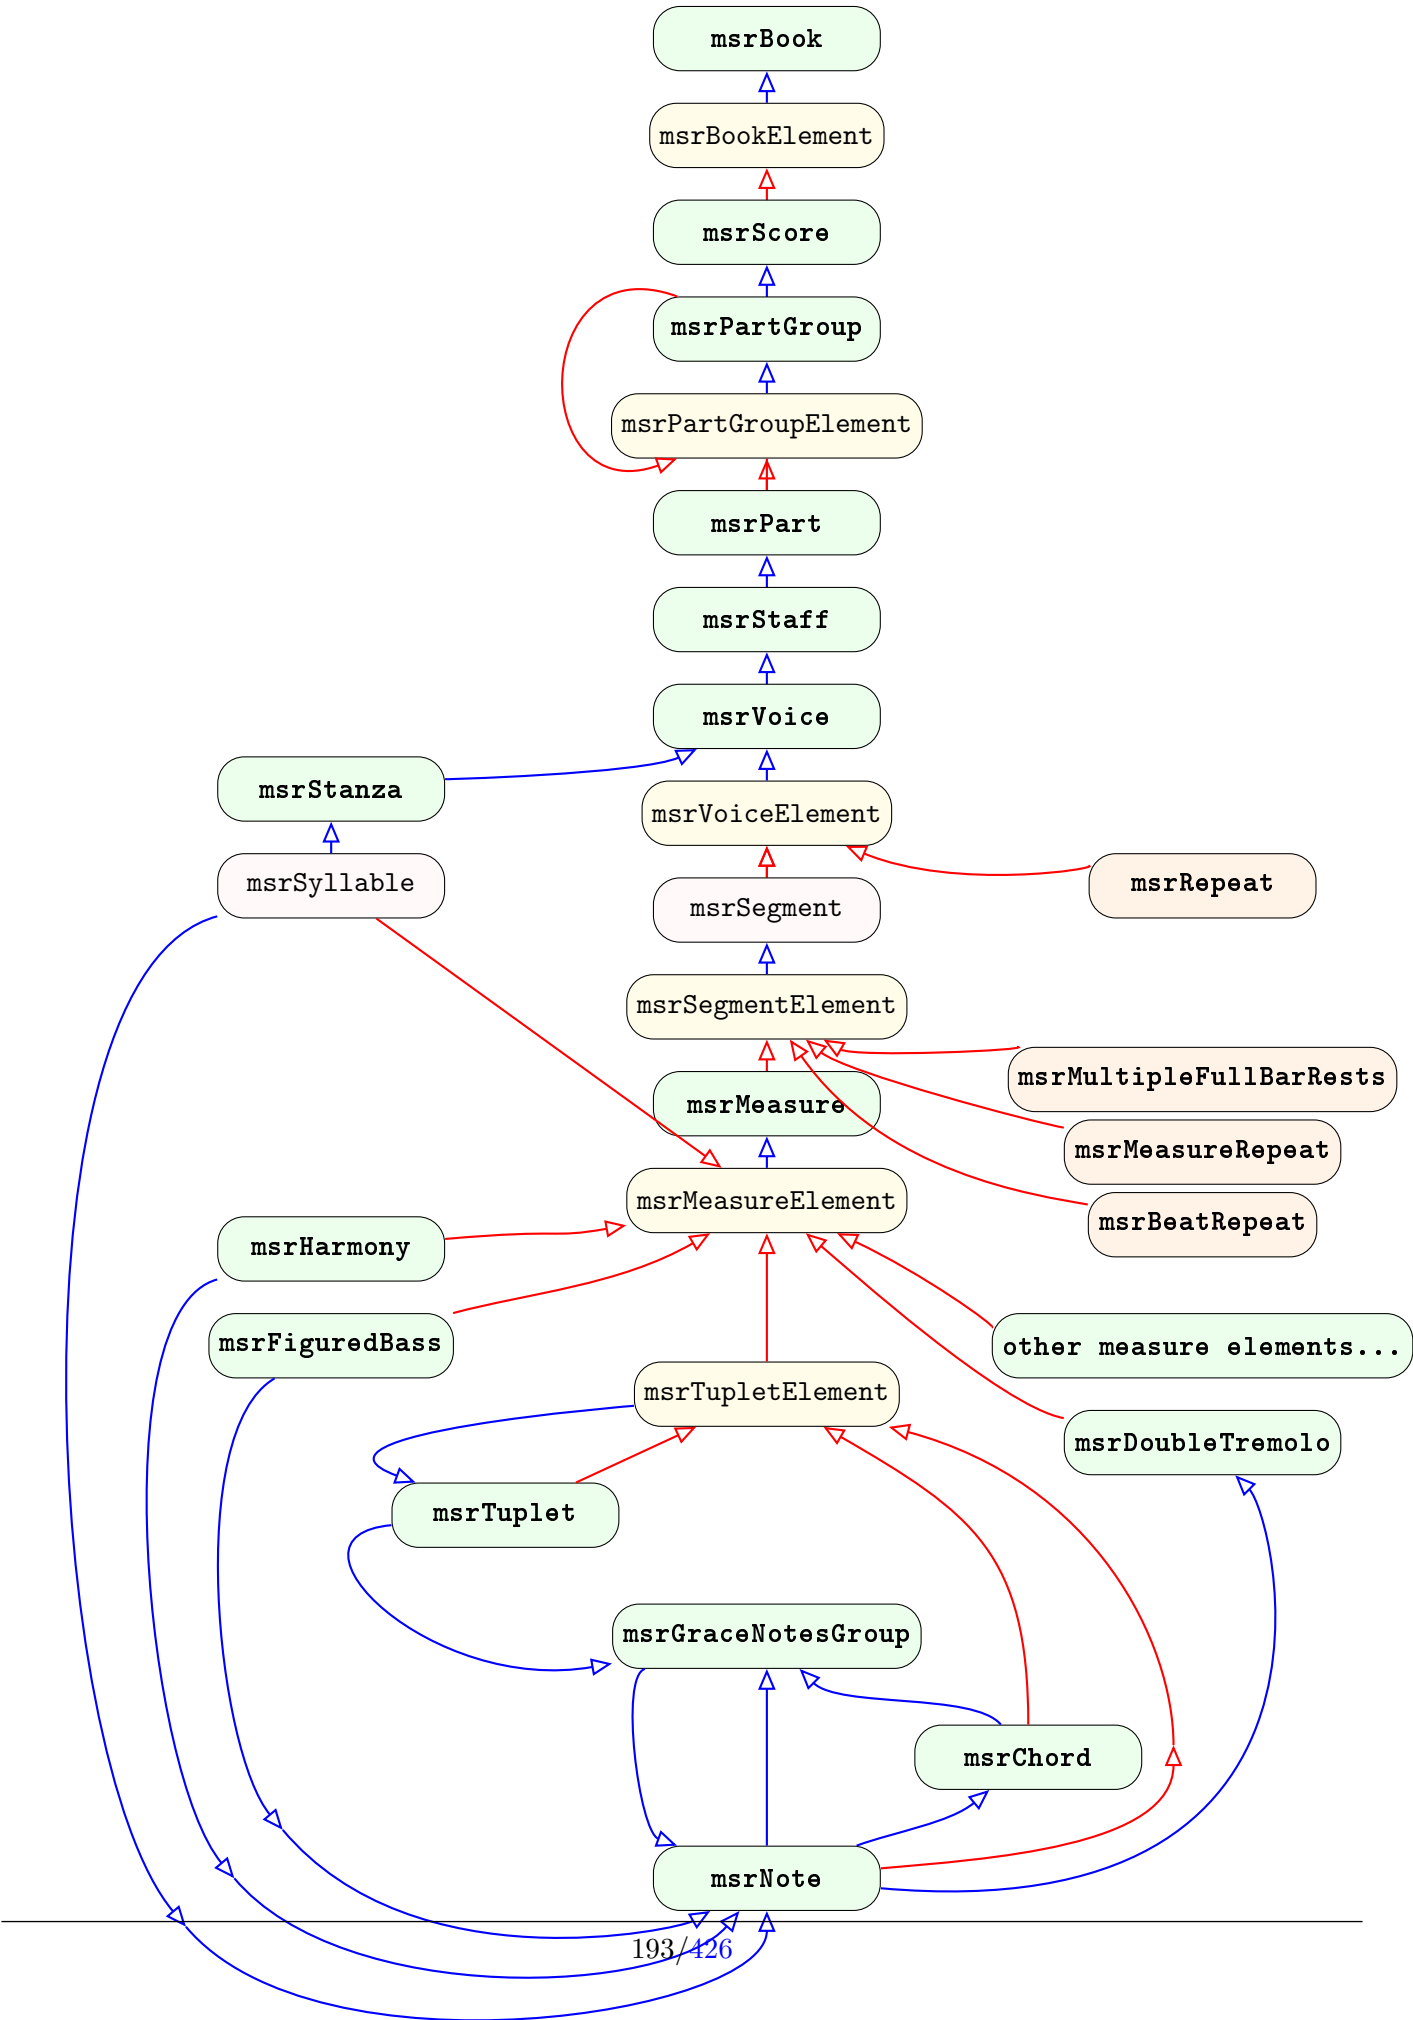 msrBook
msrBookElement
msrScore
msrPartGroup
msrPartGroupElement
msrPart
msrStaff
msrVoice
msrStanza
msrVoiceElement
msrSyllable
msrRepeat
msrSegment
msrSegmentElement
msrMultipleFullBarRests
msrMeasure
msrMeasureRepeat
msrMeasureElement
msrBeatRepeat
msrHarmony
msrFiguredBass
other measure elements...
msrTupletElement
msrDoubleTremolo
msrTuplet
msrGraceNotesGroup
msrChord
msrNote
193/426